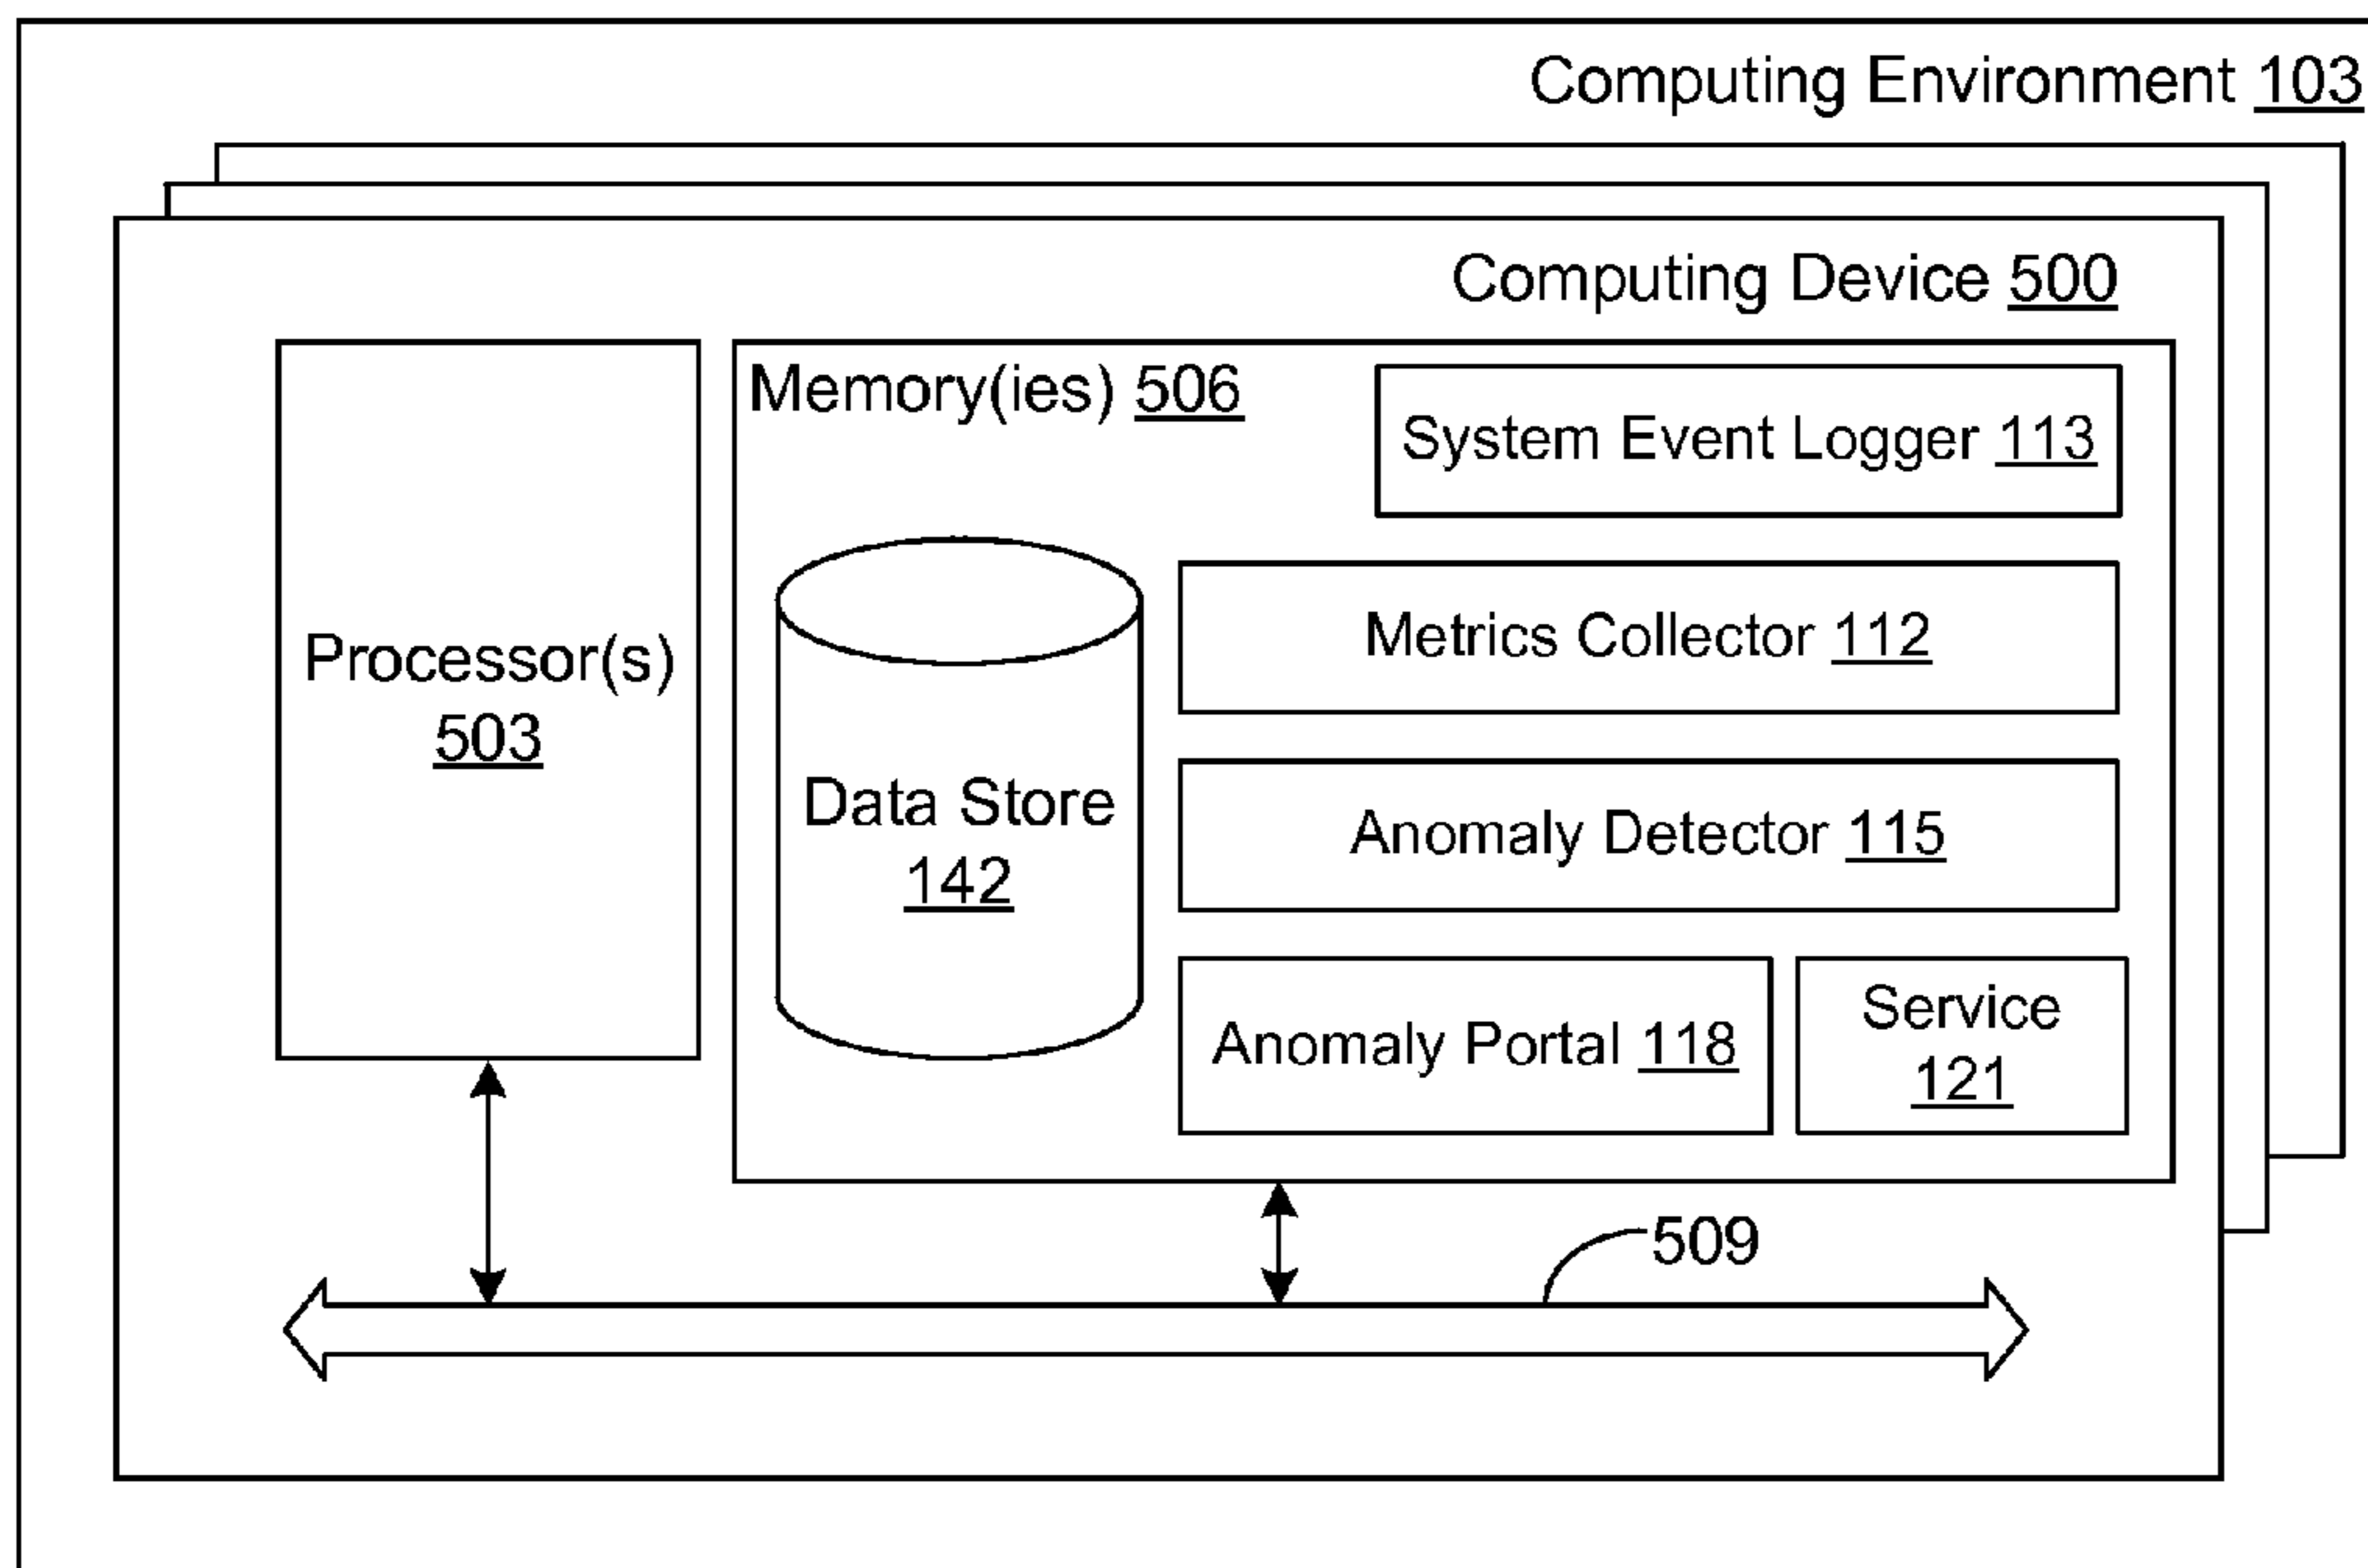 Computing Environment 103
Computing Device 500
Memory(ies) 506
System Event Logger 113
Metrics Collector 112
Processor(s)
503
Data Store
142
Anomaly Detector 115
Anomaly Portal 118
Service
121
509